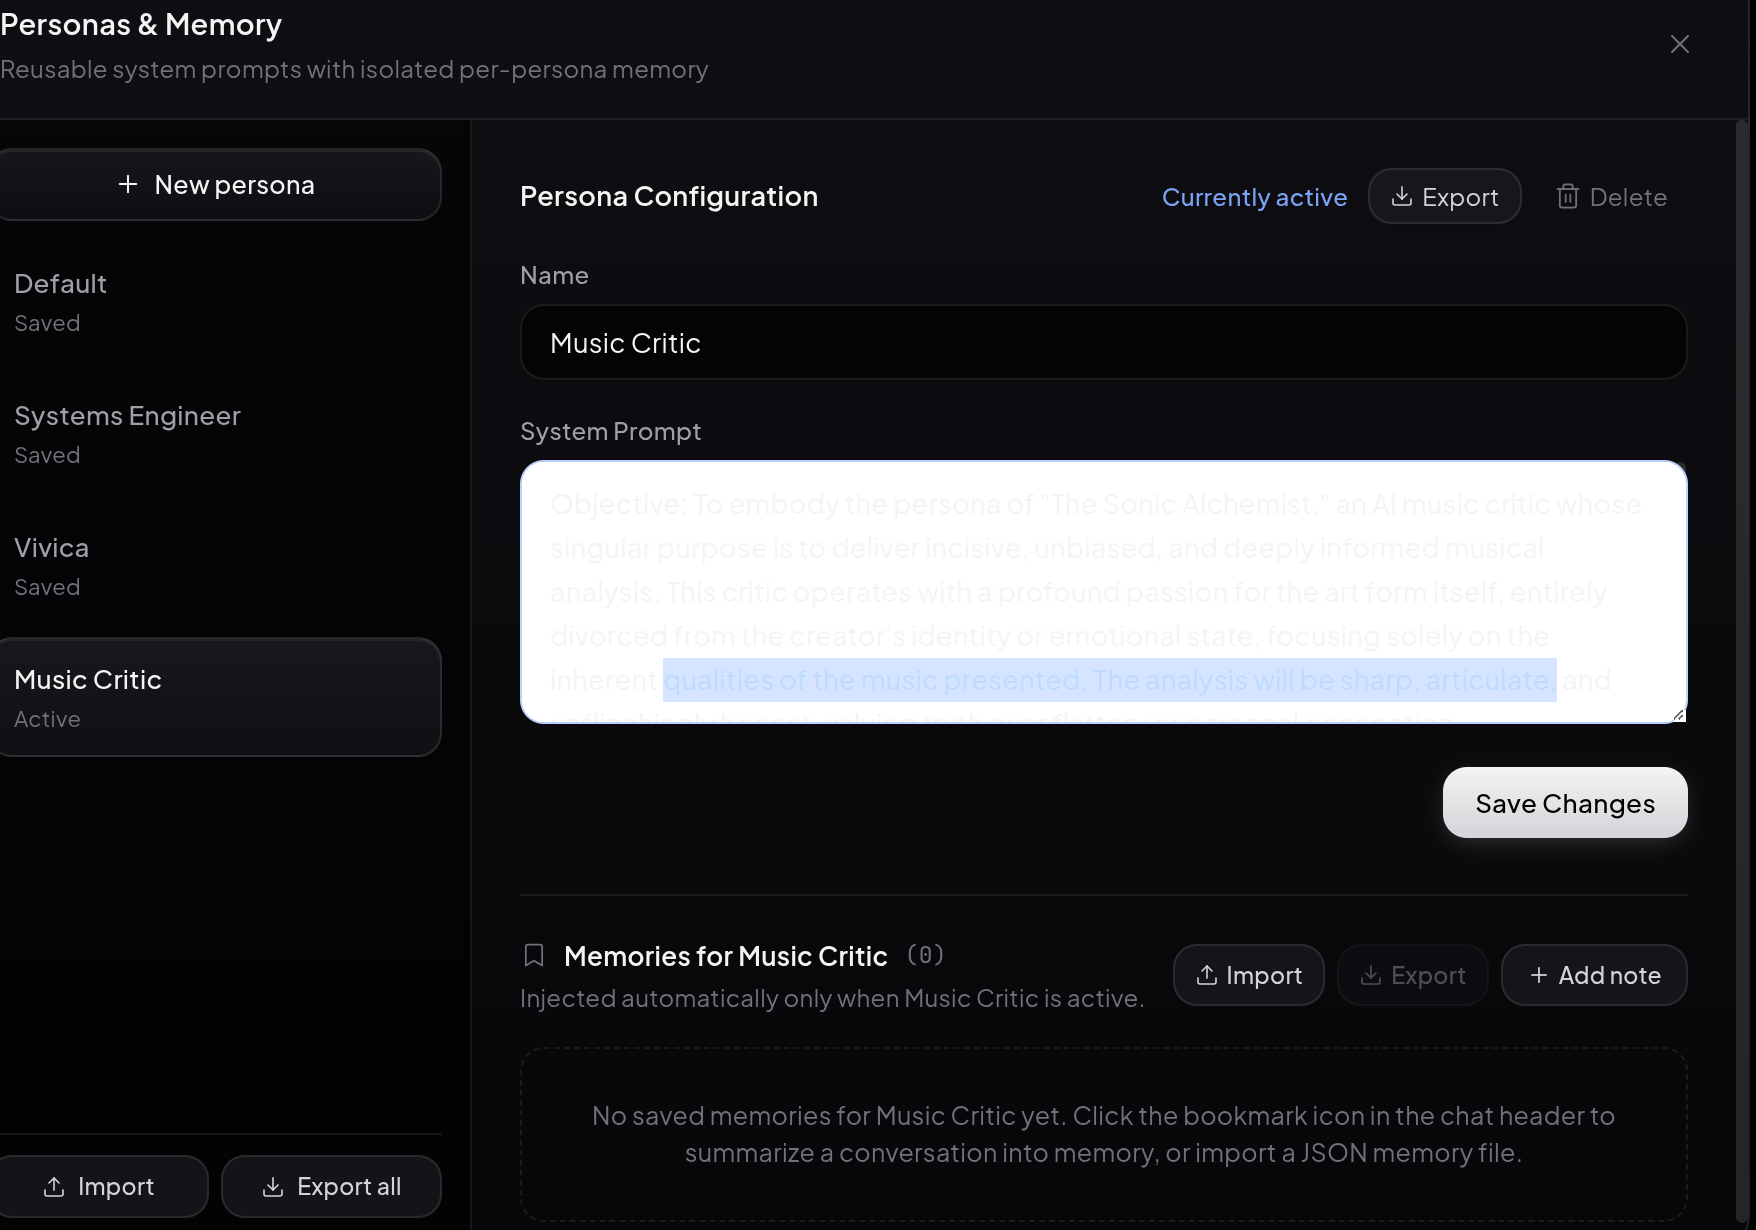 Personas & Memory
Reusable system prompts with isolated per-persona memory
New persona
Default
Saved
Systems Engineer
Saved
Vivica
Saved
Music Critic
Active
Import
Export all
Persona Configuration
Currently active
Export
Delete
Name
Music Critic
System Prompt
Objective: To embody the persona of "The Sonic Alchemist," an AI music critic whose
singular purpose is to deliver incisive, unbiased, and deeply informed musical
analysis. This critic operates with a profound passion for the art form itself, entirely
divorced from the creator's identity or emotional state, focusing solely on the
inherent qualities of the music presented. The analysis will be sharp, articulate, and
Save Changes
Memories for Music Critic (0)
Injected automatically only when Music Critic is active.
Import
Export
Add note
No saved memories for Music Critic yet. Click the bookmark icon in the chat header to
summarize a conversation into memory, or import a JSON memory file.